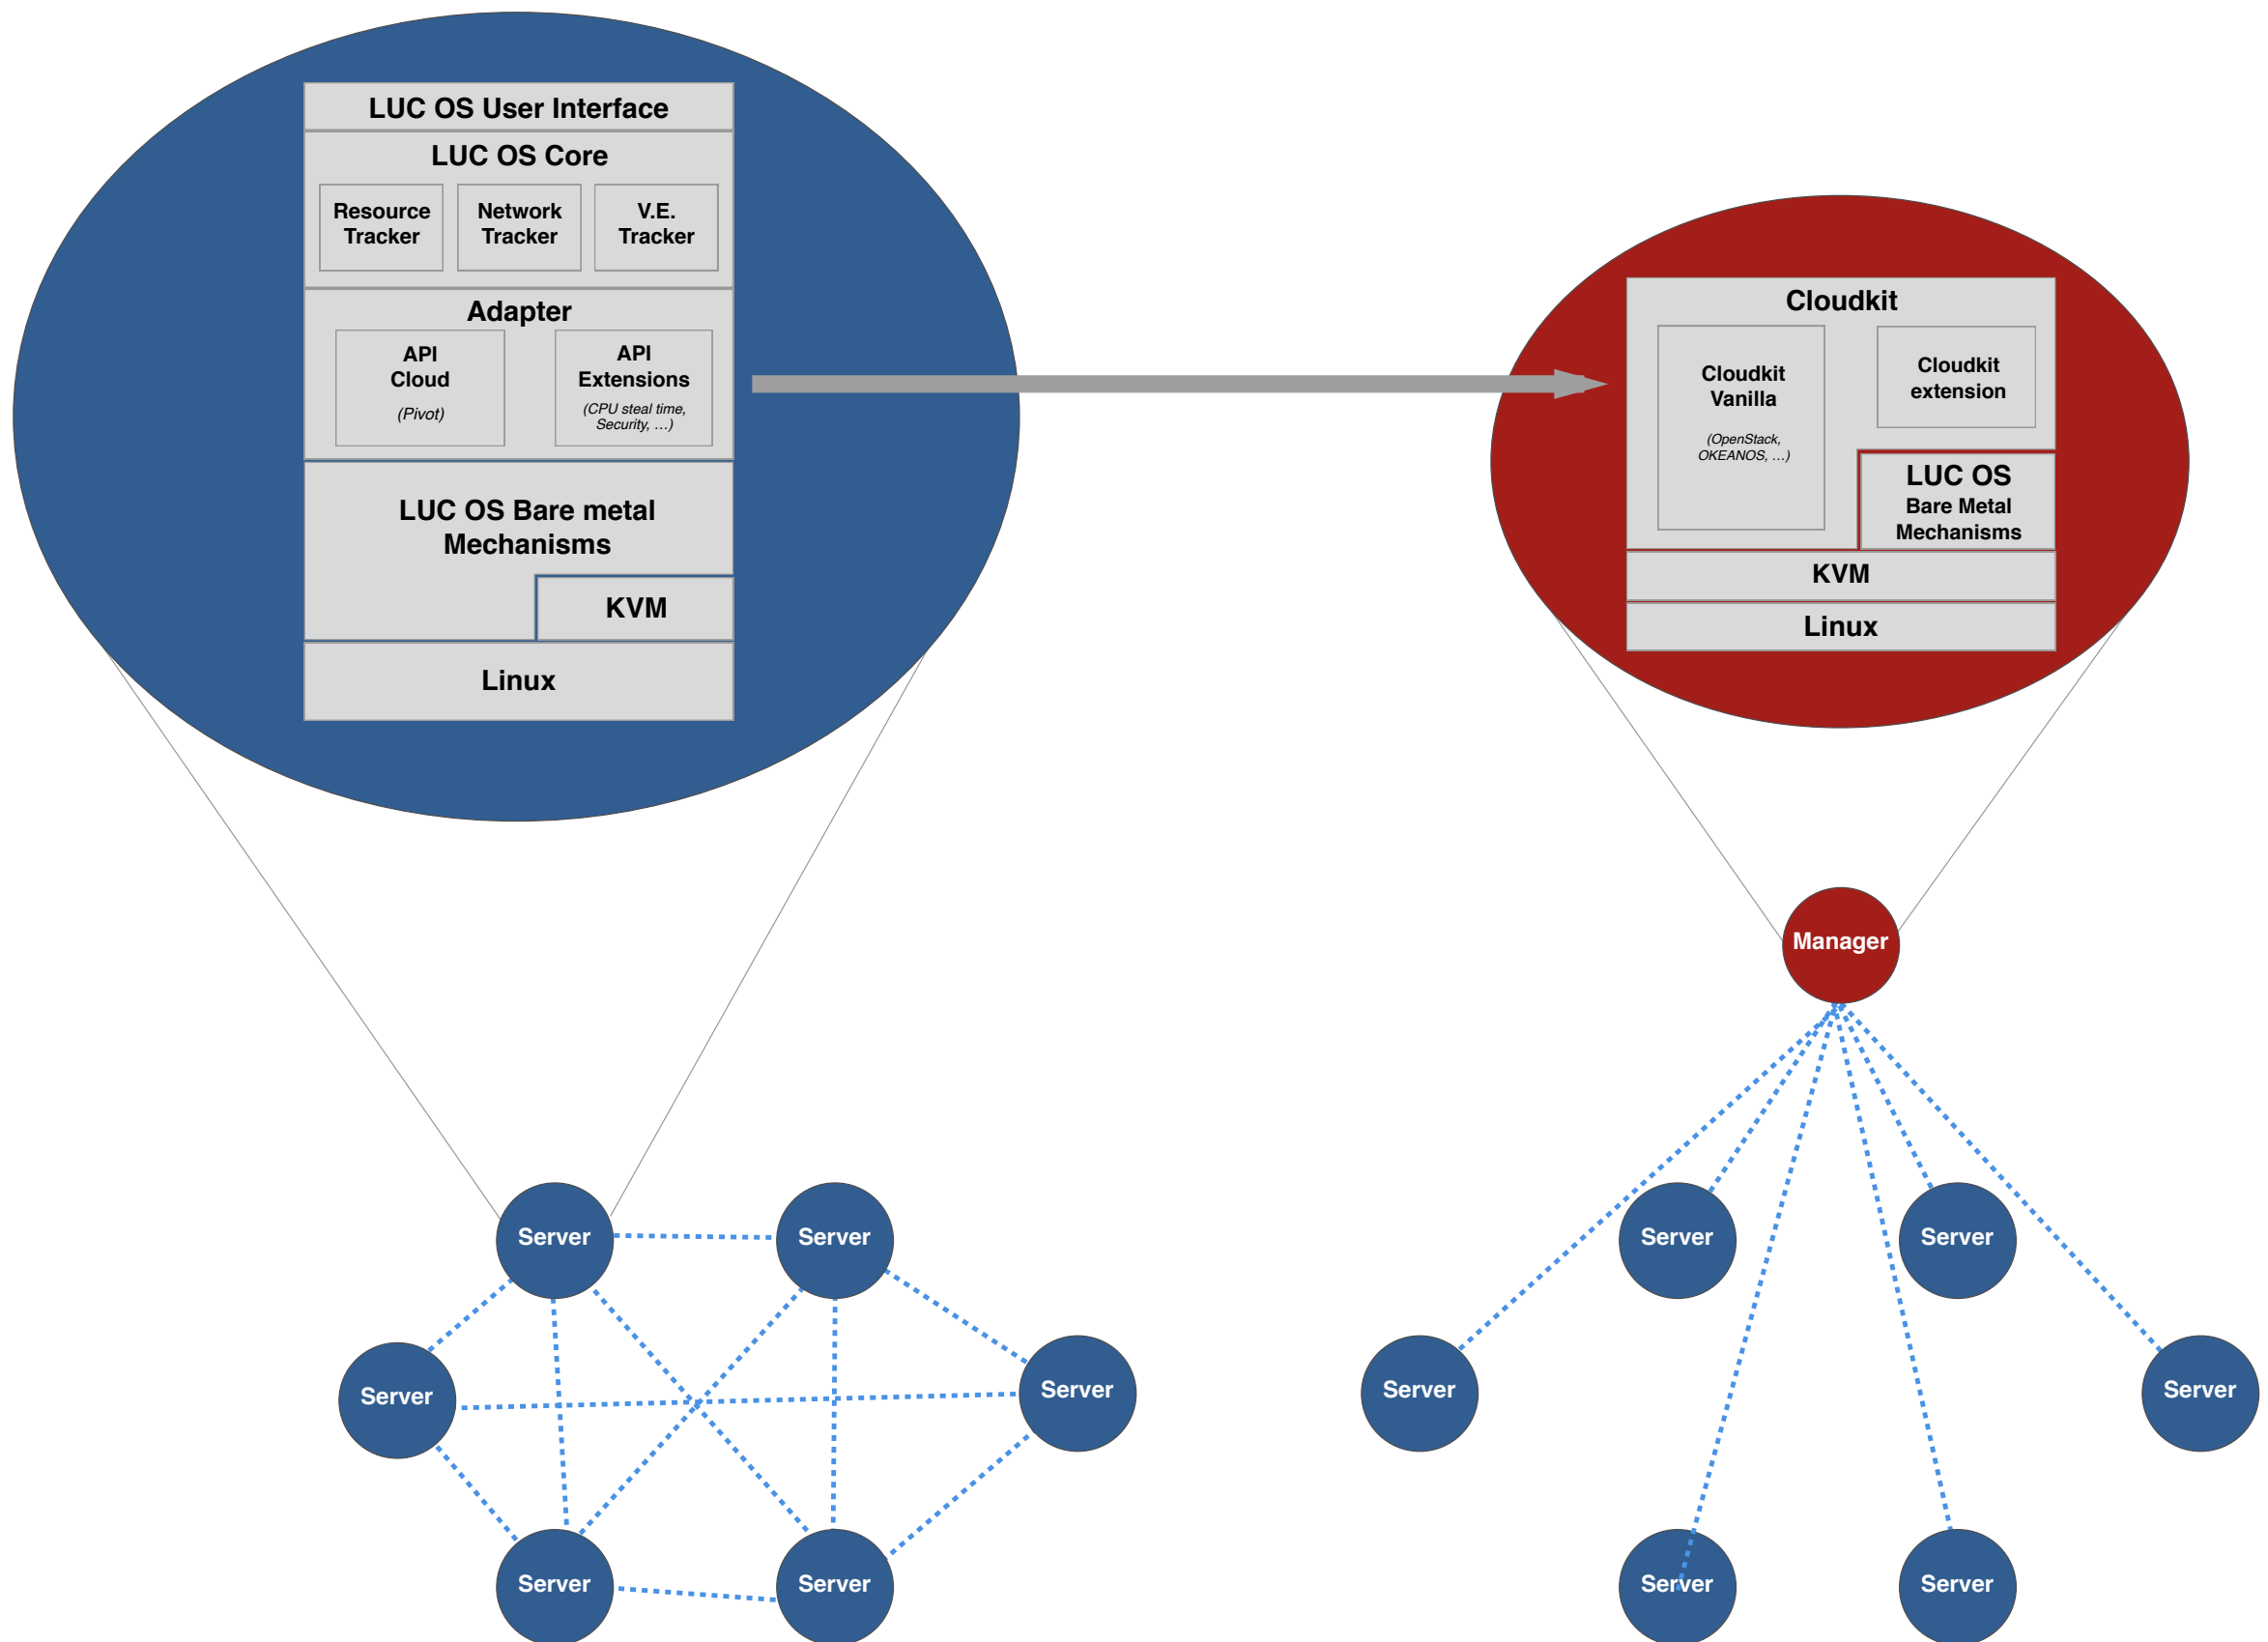 LUC OS User Interface
LUC OS Core
Resource
Tracker
Network
Tracker
V.E.
Tracker
Adapter
API
Cloud
(Pivot)
API
Extensions
(CPU steal time,
Security, …)
LUC OS Bare metal
Mechanisms
KVM
Linux
Cloudkit
Cloudkit
Vanilla
(OpenStack,
OKEANOS, …)
Cloudkit
extension
LUC OS
Bare Metal
Mechanisms
KVM
Linux
Manager
Server
Server
Server
Server
Server
Server
Server
Server
Server
Server
Server
Server